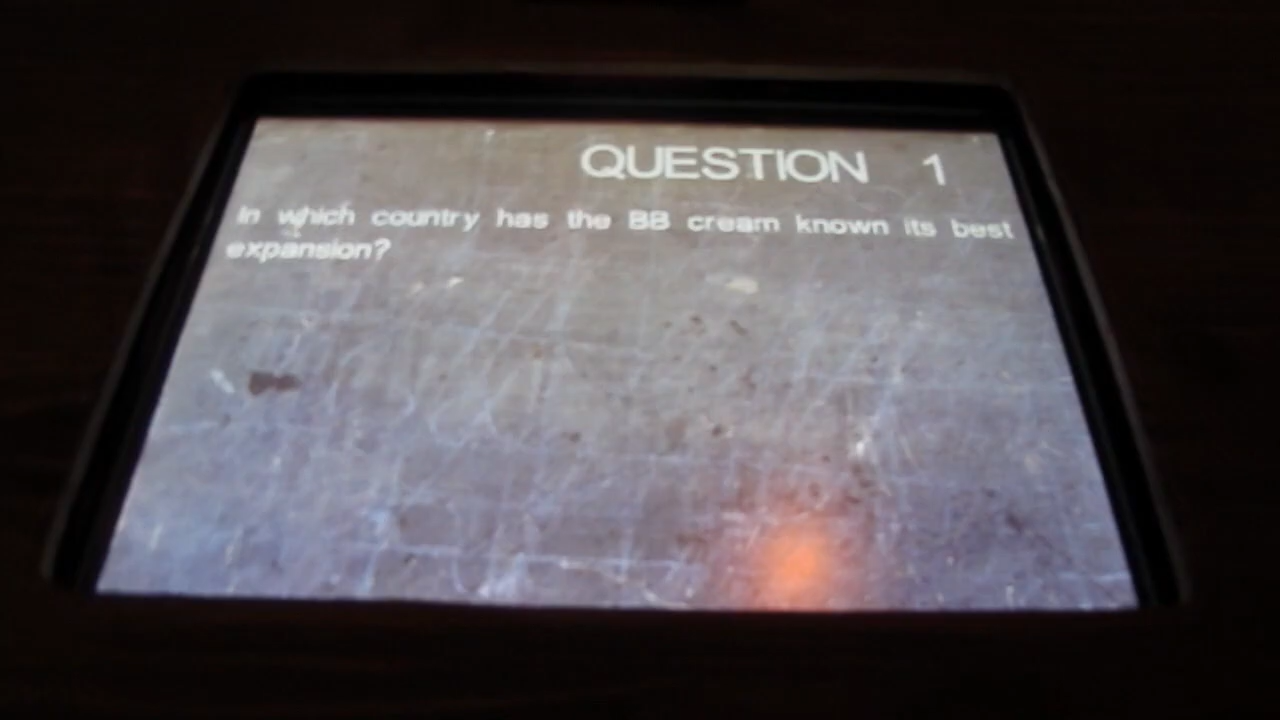 QUESTION 1
In which country has the BB cream known its best
expansion?